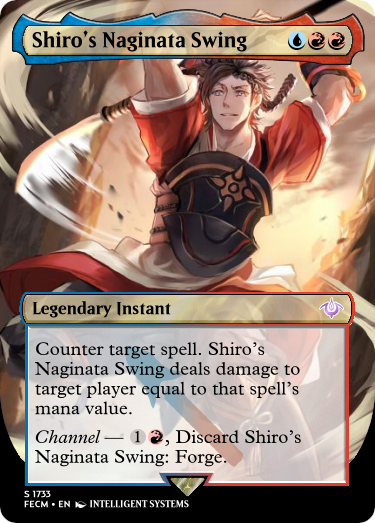 Shiro's Naginata Swing
Legendary Instant
Counter target spell. Shiro's
Naginata Swing deals damage to
target player equal to that spell's
mana value.
Channel — 1, Discard Shiro's
Naginata Swing: Forge.
S 1733
FECM • EN INTELLIGENT SYSTEMS